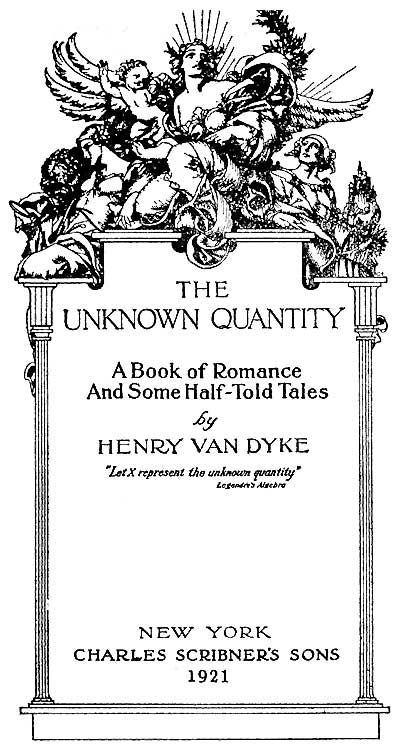 THE
UNKNOWN QUANTITY
A Book of Romance
And Some Half-Told Tales
by
HENRY VAN DYKE
"Let X represent the unknown quantity"
Legendre's Algebra
NEW YORK
CHARLES SCRIBNER'S SONS
1921